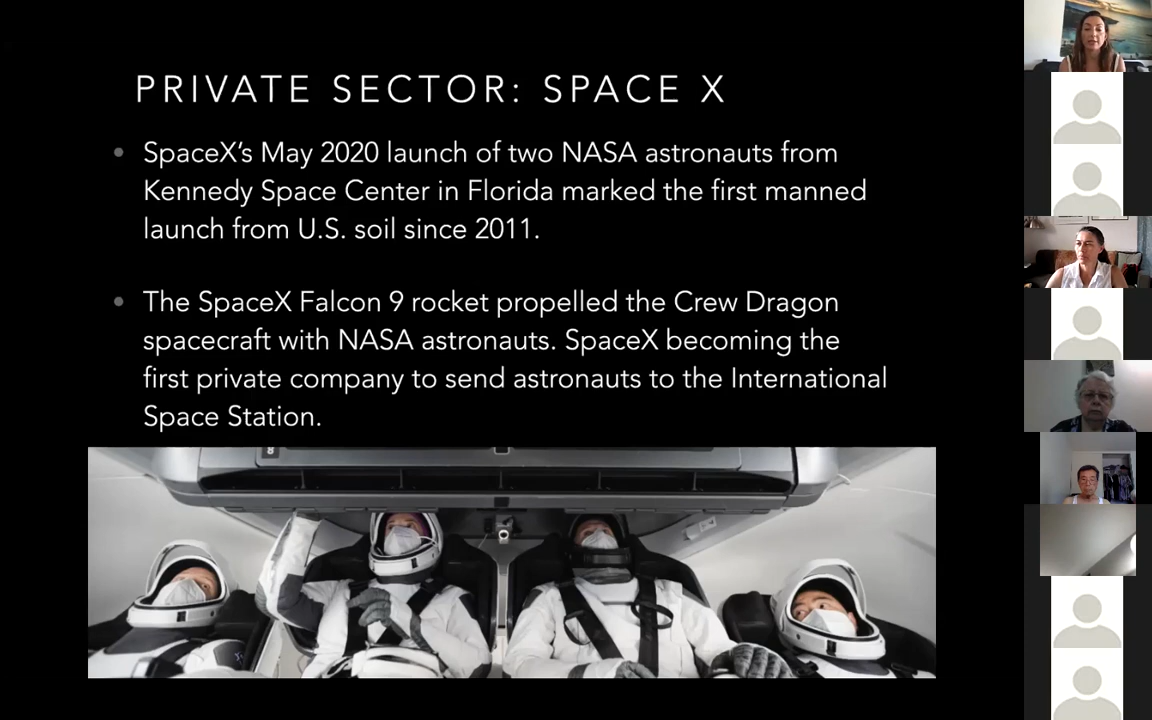 PRIVATE SECTOR: SPACE X
• SpaceX’s May 2020 launch of two NASA astronauts from
Kennedy Space Center in Florida marked the first manned
launch from U.S. soil since 2011.
• The SpaceX Falcon 9 rocket propelled the Crew Dragon
spacecraft with NASA astronauts. SpaceX becoming the
first private company to send astronauts to the International
Space Station.